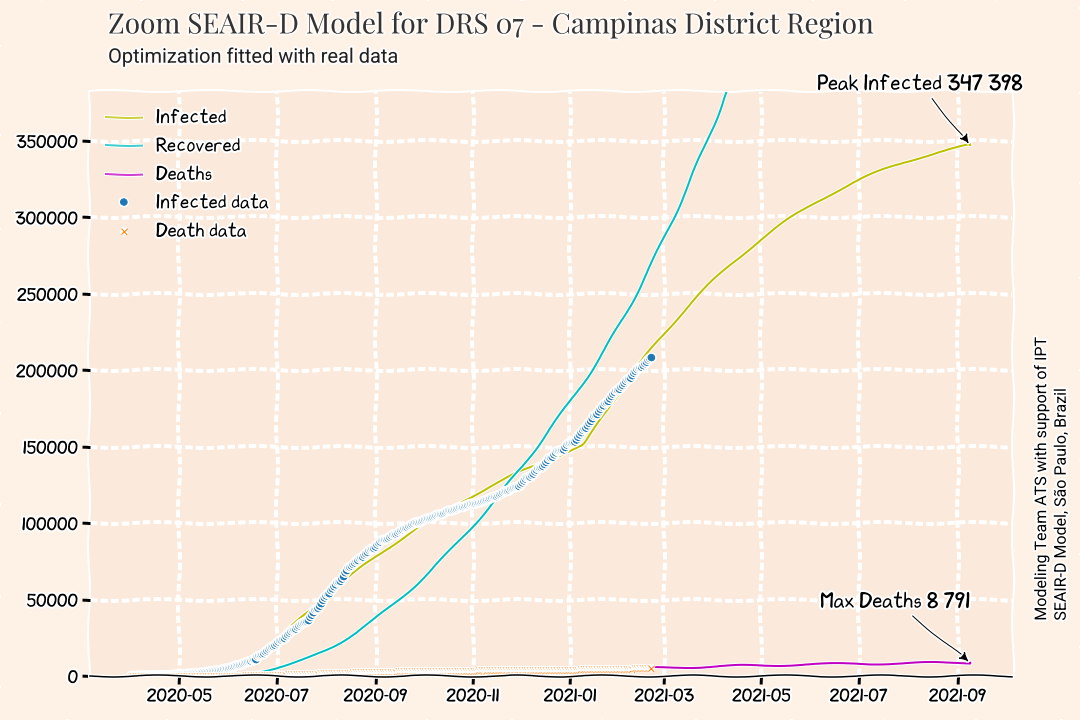 Zoom SEAIR-D Model for DRS 07 - Campinas District Region
Optimization fitted with real data
Peak Infected 347 398
Infected
Recovered
Deaths
Infected data
Death data
350000
300000
250000
200000
150000
100000
50000
0
Max Deaths 8 791
2020-05
2020-07
2020-09
2020-11
2021-01
2021-03
2021-05
2021-07
2021-09
Modeling Team ATS with support of IPT
SEAIR-D Model, São Paulo, Brazil